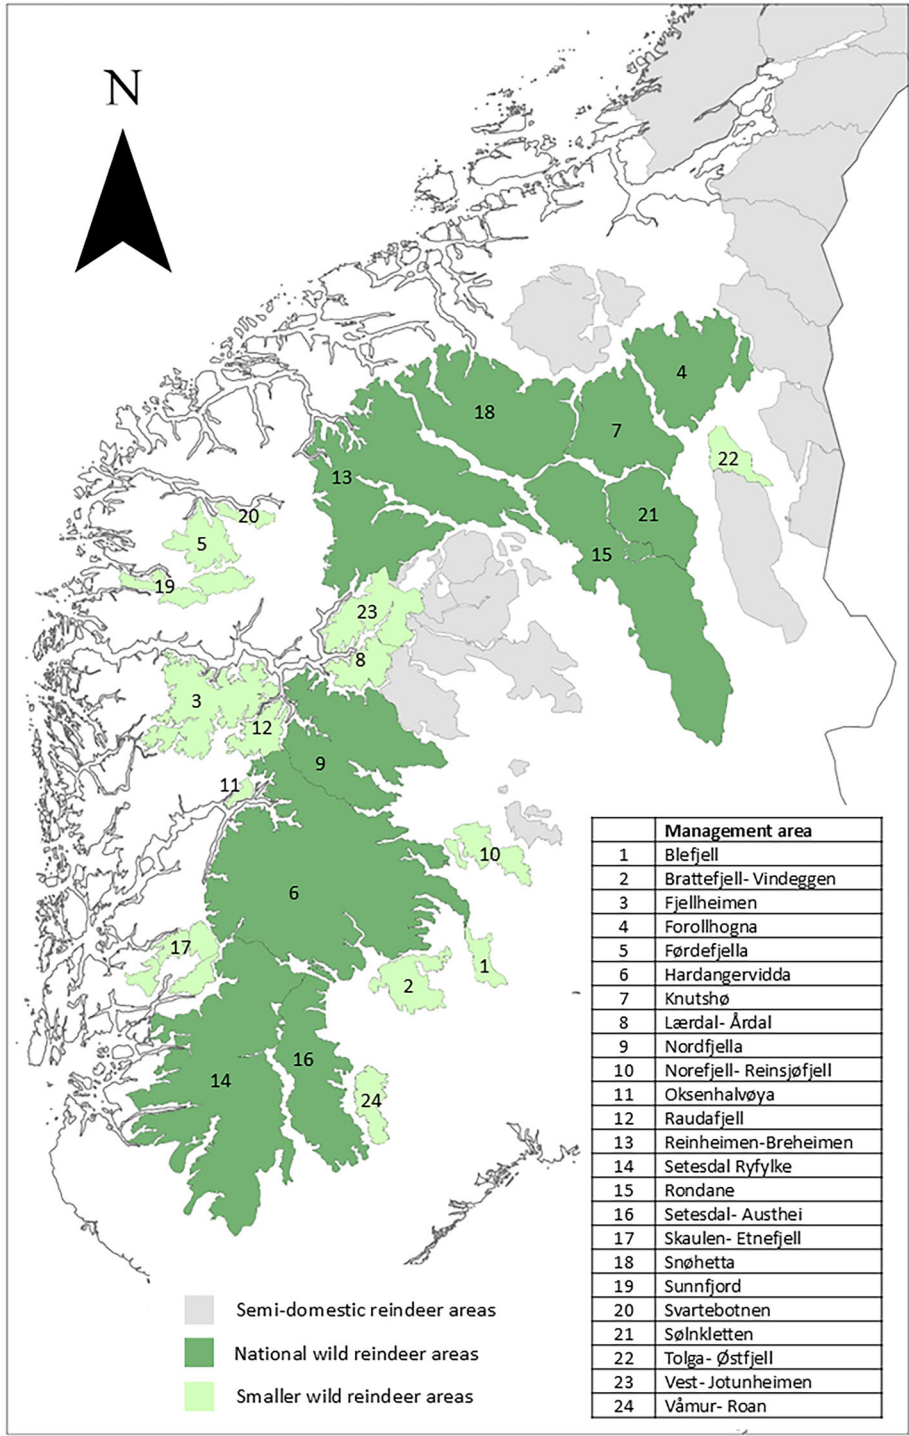 N
4
18
7
22
13
21
20
5
15
19
23
8
3
12
9
11
10
6
17
1
2
16
14
24
Management area
1 Blefjell
2 Brattefjell- Vindeggen
3 Fjellheimen
4 Forollhogna
5 Førdefjella
6 Hardangervidda
7 Knutshø
8 Lærdal- Årdal
9 Nordfjella
10 Norefjell- Reinsjøfjell
11 Oksenhalvøya
12 Raudafjell
13 Reinheimen-Breheimen
14 Setesdal Ryfylke
15 Rondane
16 Setesdal- Austhei
17 Skaulen- Etnefjell
18 Snøhetta
19 Sunnfjord
20 Svartebotnen
21 Sølnkletten
22 Tolga- Østfjell
23 Vest- Jotunheimen
24 Våmur- Roan
Semi-domestic reindeer areas
National wild reindeer areas
Smaller wild reindeer areas